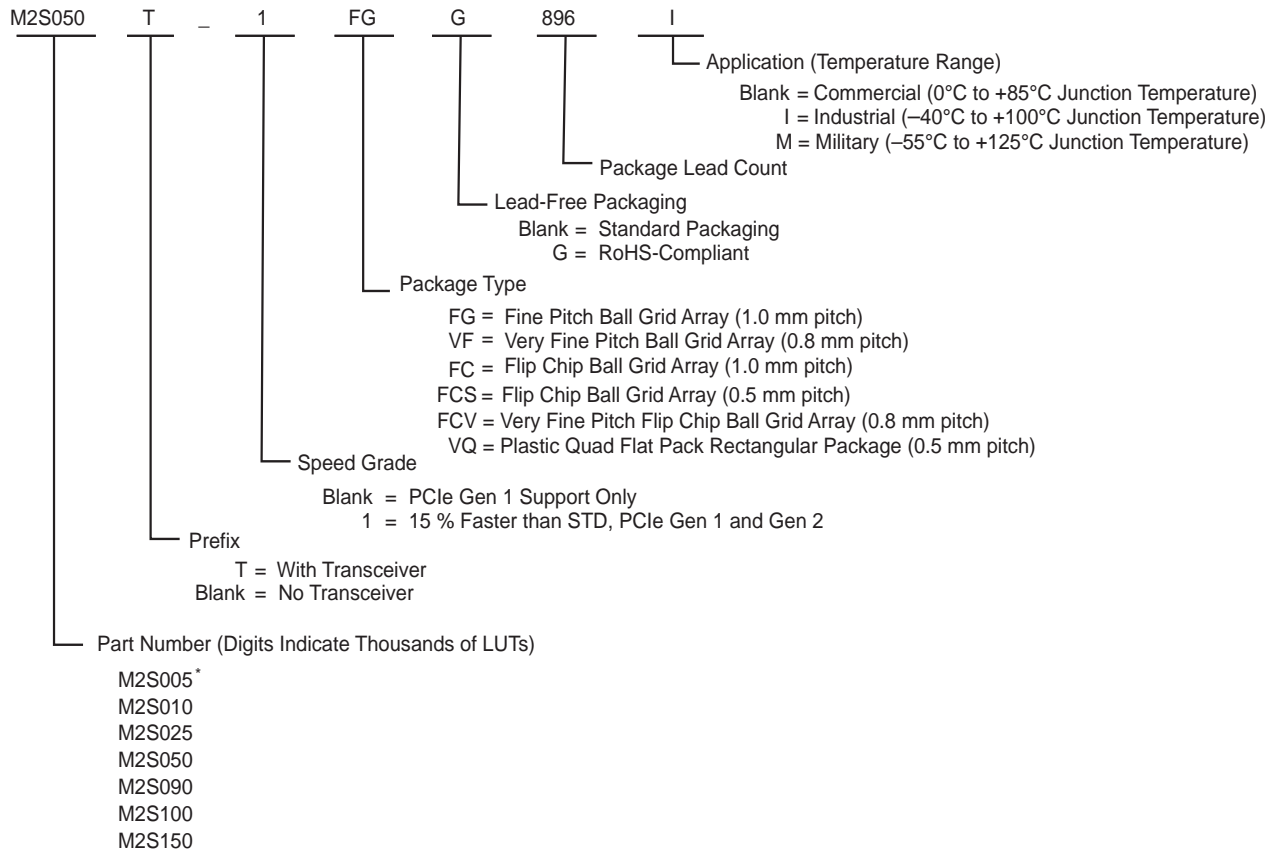 M2S050 T _ 1 FG G 896 I
Application (Temperature Range)
Blank = Commercial (0°C to +85°C Junction Temperature)
I = Industrial (–40°C to +100°C Junction Temperature)
M = Military (–55°C to +125°C Junction Temperature)
Package Lead Count
Lead-Free Packaging
Blank = Standard Packaging
G = RoHS-Compliant
Package Type
FG = Fine Pitch Ball Grid Array (1.0 mm pitch)
VF = Very Fine Pitch Ball Grid Array (0.8 mm pitch)
FC = Flip Chip Ball Grid Array (1.0 mm pitch)
FCS = Flip Chip Ball Grid Array (0.5 mm pitch)
FCV = Very Fine Pitch Flip Chip Ball Grid Array (0.8 mm pitch)
VQ = Plastic Quad Flat Pack Rectangular Package (0.5 mm pitch)
Speed Grade
Blank = PCIe Gen 1 Support Only
1 = 15 % Faster than STD, PCIe Gen 1 and Gen 2
Prefix
T = With Transceiver
Blank = No Transceiver
Part Number (Digits Indicate Thousands of LUTs)
M2S005*
M2S010
M2S025
M2S050
M2S090
M2S100
M2S150